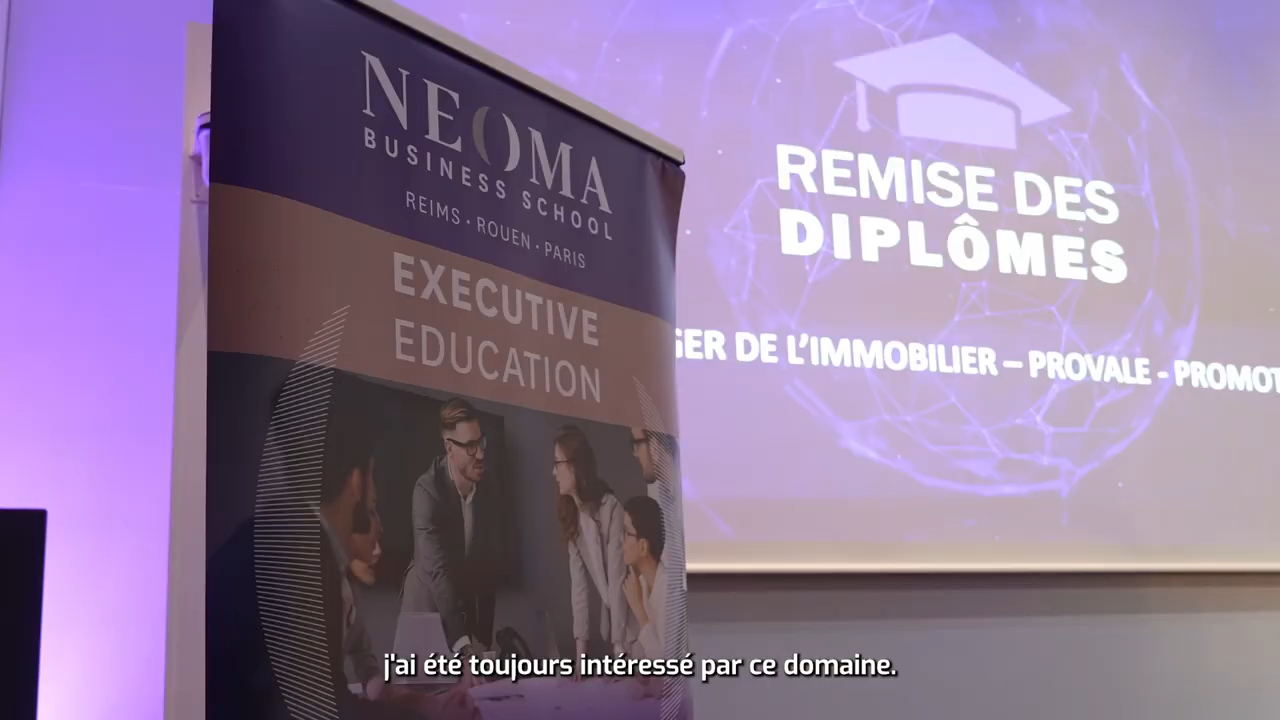 NEOMA
BUSINESS SCHOOL
REIMS · ROUEN · PARIS
EXECUTIVE
EDUCATION
REMISE DES
DIPLÔMES
GER DE L'IMMOBILIER – PROVALE - PROMOT
j'ai été toujours intéressé par ce domaine.